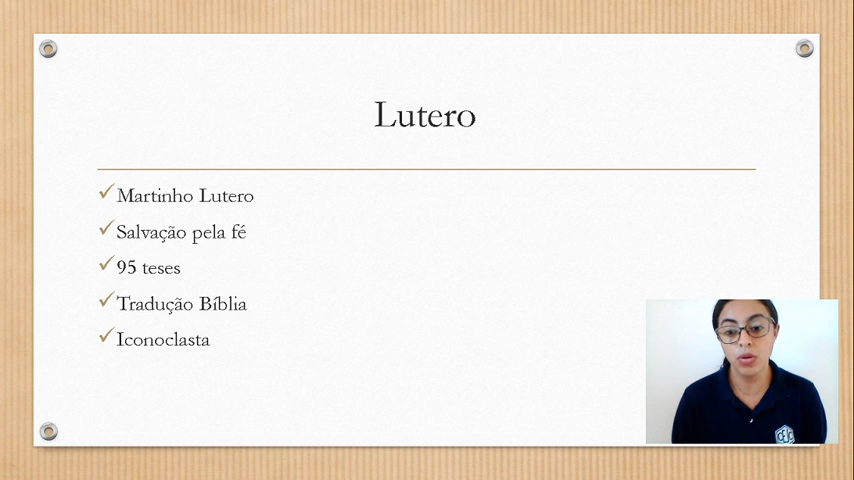 Lutero
Martinho Lutero
Salvação pela fé
95 teses
Tradução Bíblia
Iconoclasta